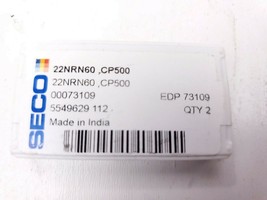 SECO
22NRN60 ,CP500
22NRN60 ,CP500
00073109 EDP 73109
5549629 112 QTY 2
Made in India